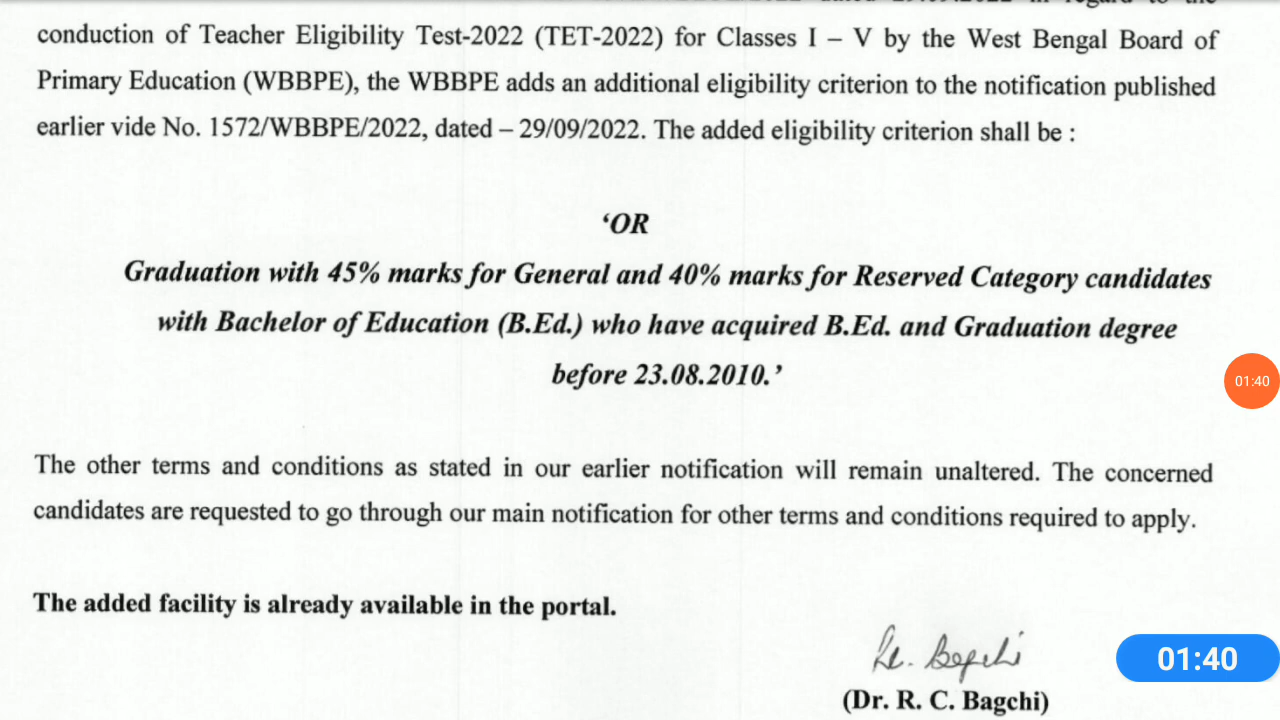 conduction of Teacher Eligibility Test-2022 (TET-2022) for Classes I – V by the West Bengal Board of
Primary Education (WBBPE), the WBBPE adds an additional eligibility criterion to the notification published
earlier vide No. 1572/WBBPE/2022, dated – 29/09/2022. The added eligibility criterion shall be :
‘OR
Graduation with 45% marks for General and 40% marks for Reserved Category candidates
with Bachelor of Education (B.Ed.) who have acquired B.Ed. and Graduation degree
before 23.08.2010.’
01:40
The other terms and conditions as stated in our earlier notification will remain unaltered. The concerned
candidates are requested to go through our main notification for other terms and conditions required to apply.
The added facility is already available in the portal.
Bagchi
01:40
(Dr. R. C. Bagchi)